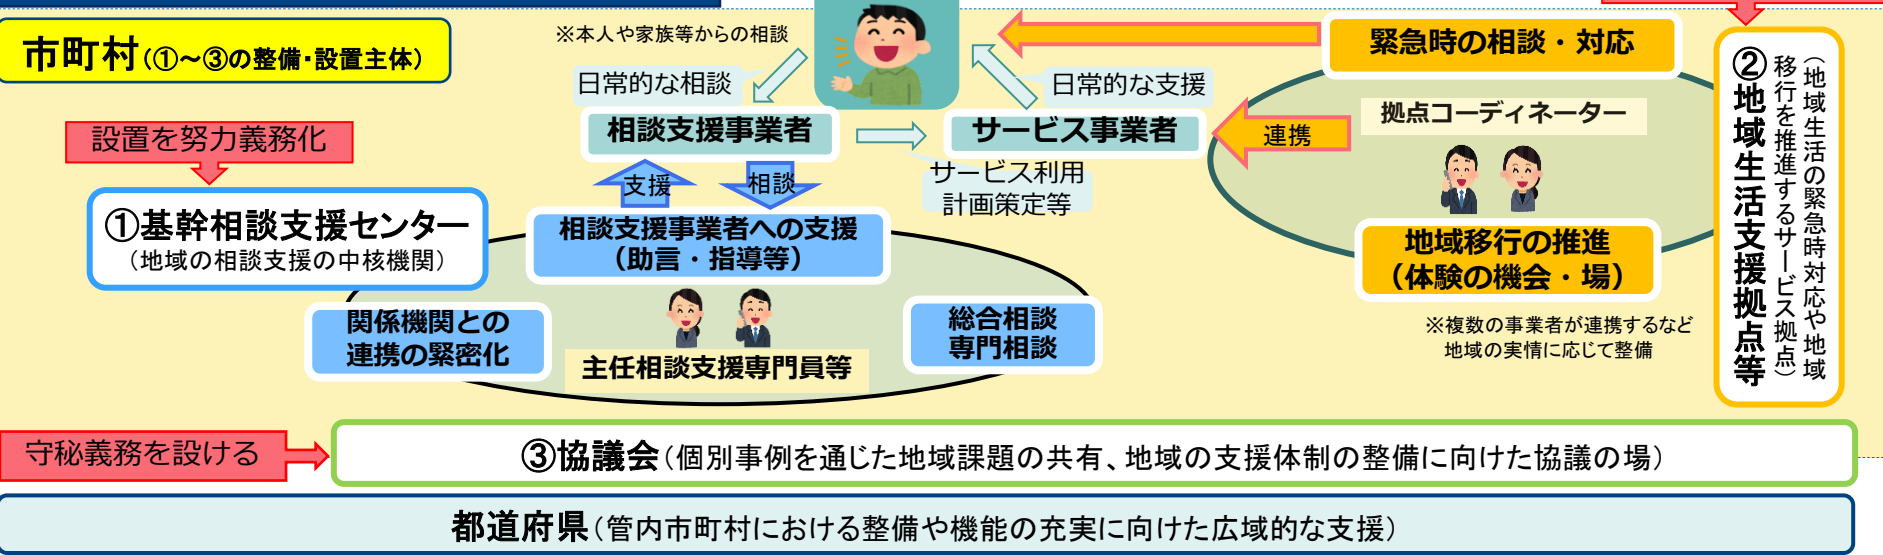 市町村(①～③の整備・設置主体)
※本人や家族等からの相談
日常的な相談
日常的な支援
緊急時の相談・対応
拠点コーディネーター
設置を努力義務化
相談支援事業者
サービス事業者
連携
サービス利用
計画策定等
支援
相談
①基幹相談支援センター
(地域の相談支援の中核機関)
相談支援事業者への支援
(助言・指導等)
地域移行の推進
(体験の機会・場)
関係機関との
連携の緊密化
主任相談支援専門員等
総合相談
専門相談
※複数の事業者が連携するなど
地域の実情に応じて整備
②地域生活支援拠点等
(地域生活の緊急時対応や地域
移行を推進するサービス拠点)
守秘義務を設ける
③協議会(個別事例を通じた地域課題の共有、地域の支援体制の整備に向けた協議の場)
都道府県(管内市町村における整備や機能の充実に向けた広域的な支援)